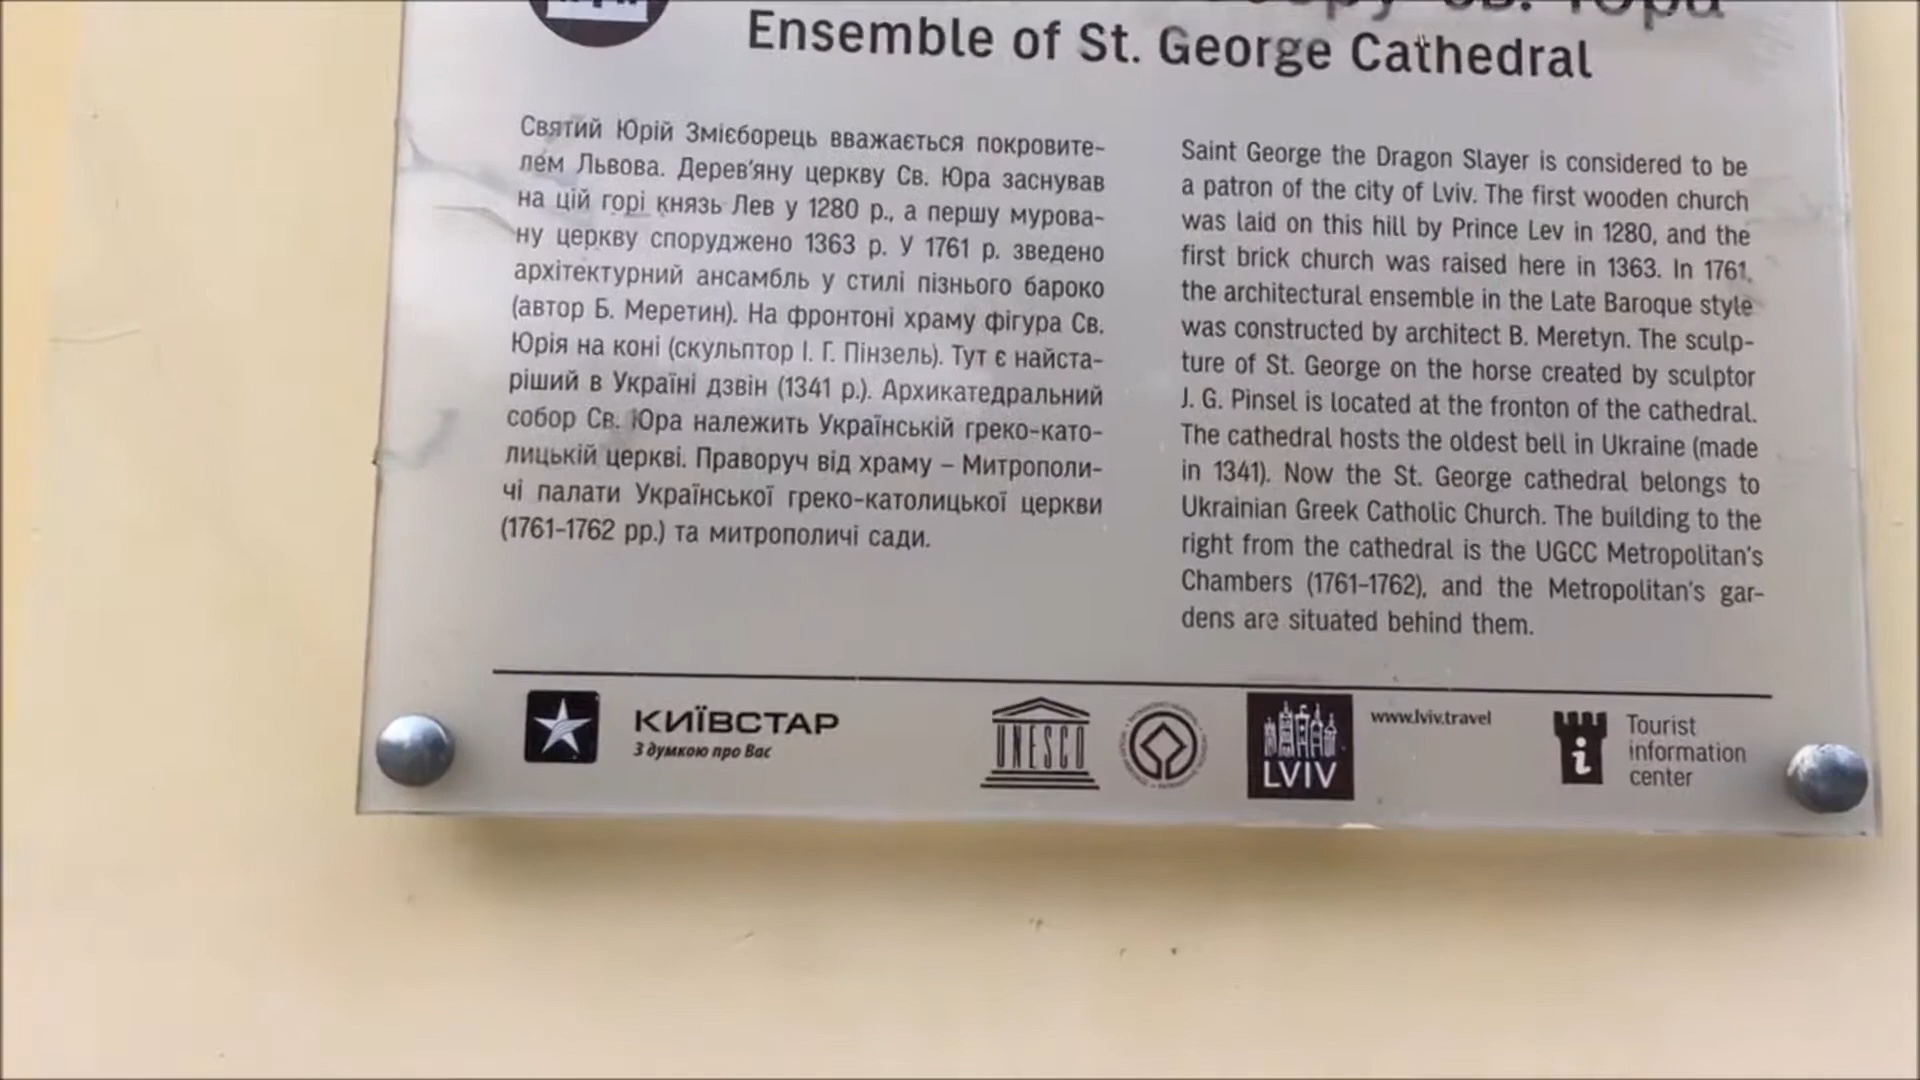 Св. Юра
Ensemble of St. George Cathedral
Святий Юрій Змієборець вважається покровите-
лем Львова. Дерев'яну церкву Св. Юра заснував
на цій горі князь Лев у 1280 р., а першу мурова-
ну церкву споруджено 1363 р. У 1761 р. зведено
архітектурний ансамбль у стилі пізнього бароко
(автор Б. Меретин). На фронтоні храму фігура Св.
Юрія на коні (скульптор І. Г. Пінзель). Тут є найста-
ріший в Україні дзвін (1341 р.). Архикатедральний
собор Св. Юра належить Українській греко-като-
лицькій церкві. Праворуч від храму – Митрополи-
чі палати Української греко-католицької церкви
(1761-1762 рр.) та митрополичі сади.
Saint George the Dragon Slayer is considered to be
a patron of the city of Lviv. The first wooden church
was laid on this hill by Prince Lev in 1280, and the
first brick church was raised here in 1363. In 1761,
the architectural ensemble in the Late Baroque style
was constructed by architect B. Meretyn. The sculp-
ture of St. George on the horse created by sculptor
J. G. Pinsel is located at the fronton of the cathedral.
The cathedral hosts the oldest bell in Ukraine (made
in 1341). Now the St. George cathedral belongs to
Ukrainian Greek Catholic Church. The building to the
right from the cathedral is the UGCC Metropolitan's
Chambers (1761-1762), and the Metropolitan's gar-
dens are situated behind them.
КИЇВСТАР
З думкою про Вас
UNESCO
LVIV
www.lviv.travel
Tourist
information
center